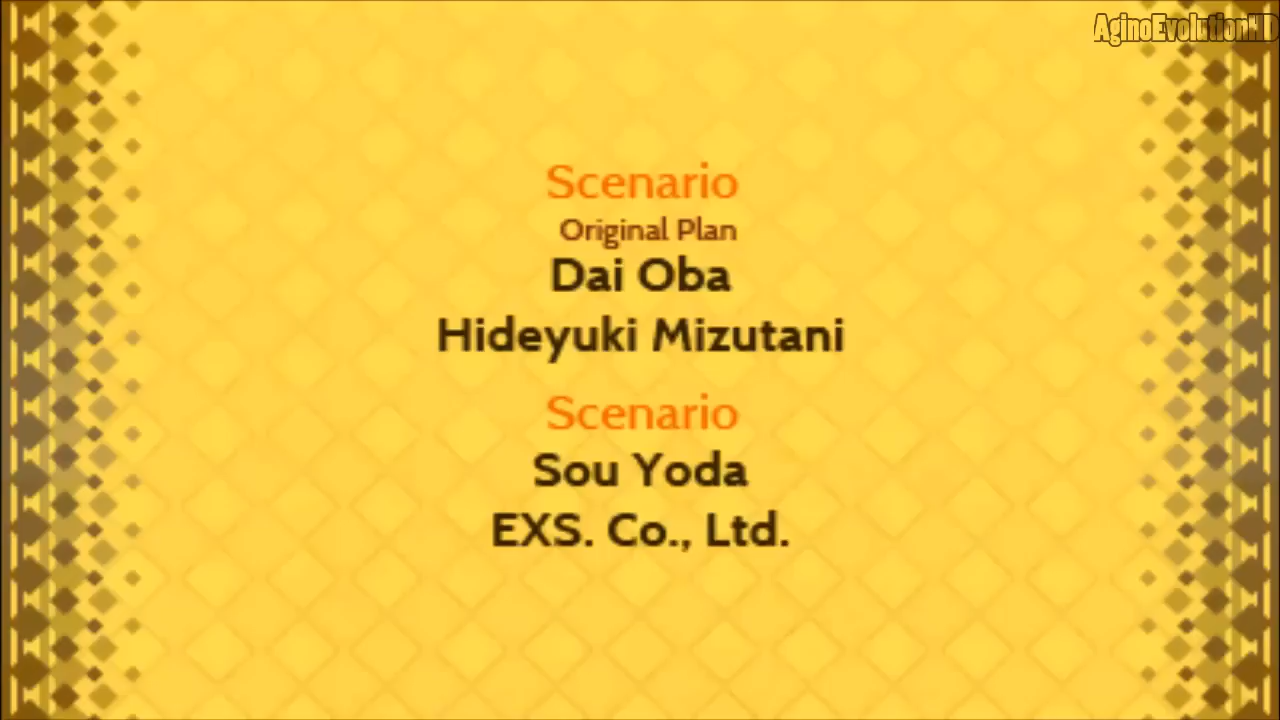 AginoEvolutionHD
Scenario
Original Plan
Dai Oba
Hideyuki Mizutani
Scenario
Sou Yoda
EXS. Co., Ltd.